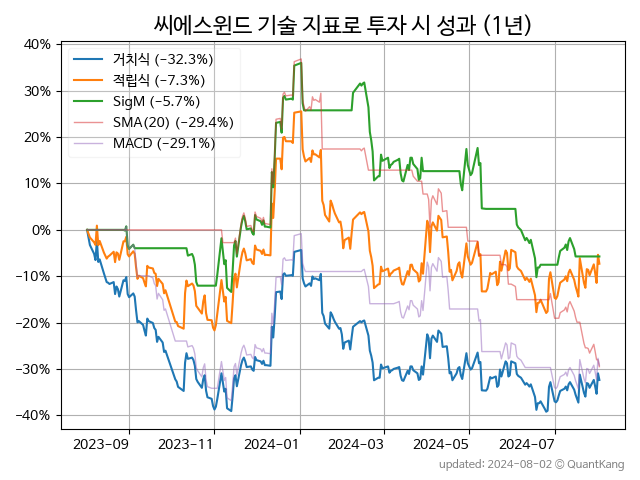 씨에스윈드 기술 지표로 투자 시 성과 (1년)
40%
30%
20%
10%
0%
−10%
−20%
−30%
−40%
거치식 (−32.3%)
적립식 (−7.3%)
SigM (−5.7%)
SMA(20) (−29.4%)
MACD (−29.1%)
2023-09 2023-11 2024-01 2024-03 2024-05 2024-07
updated: 2024-08-02 © QuantKang